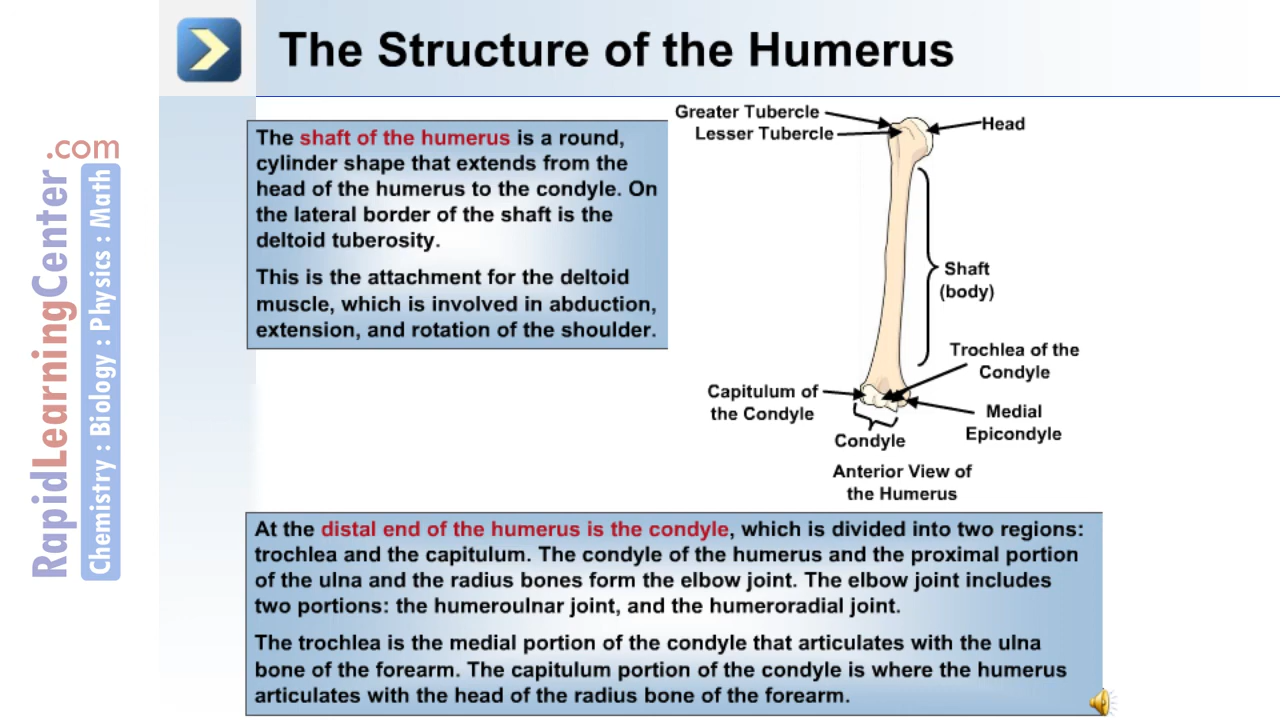 The Structure of the Humerus
The shaft of the humerus is a round,
cylinder shape that extends from the
head of the humerus to the condyle. On
the lateral border of the shaft is the
deltoid tuberosity.
This is the attachment for the deltoid
muscle, which is involved in abduction,
extension, and rotation of the shoulder.
Greater Tubercle
Lesser Tubercle
Head
Shaft
(body)
Trochlea of the
Condyle
Capitulum of
the Condyle
Medial
Epicondyle
Condyle
Anterior View of
the Humerus
At the distal end of the humerus is the condyle, which is divided into two regions:
trochlea and the capitulum. The condyle of the humerus and the proximal portion
of the ulna and the radius bones form the elbow joint. The elbow joint includes
two portions: the humeroulnar joint, and the humeroradial joint.
The trochlea is the medial portion of the condyle that articulates with the ulna
bone of the forearm. The capitulum portion of the condyle is where the humerus
articulates with the head of the radius bone of the forearm.
RapidLearningCenter.com
Chemistry : Biology : Physics : Math